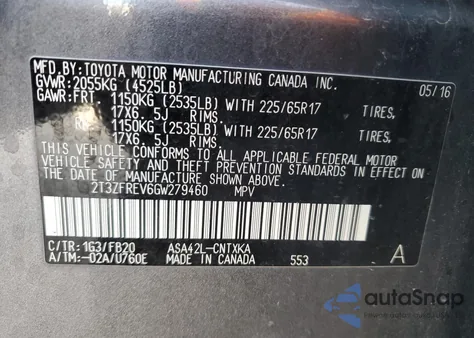 MFD.BY:TOYOTA MOTOR MANUFACTURING CANADA INC.
GVWR:2055KG (4525LB) 05/16
GAWR:FRT. 1150KG (2535LB) WITH 225/65R17 TIRES,
17X6. 5J RIMS.
RR. 1150KG (2535LB) WITH 225/65R17 TIRES,
17X6. 5J RIMS.
THIS VEHICLE CONFORMS TO ALL APPLICABLE FEDERAL MOTOR
VEHICLE SAFETY AND THEFT PREVENTION STANDARDS IN EFFECT ON
THE DATE OF MANUFACTURE SHOWN ABOVE.
2T3ZFREV6GW279460 MPV
C/TR:1G3/FB20 ASA42L-CNTXKA A
A/TM:-02A/U760E MADE IN CANADA 553
autoSnap